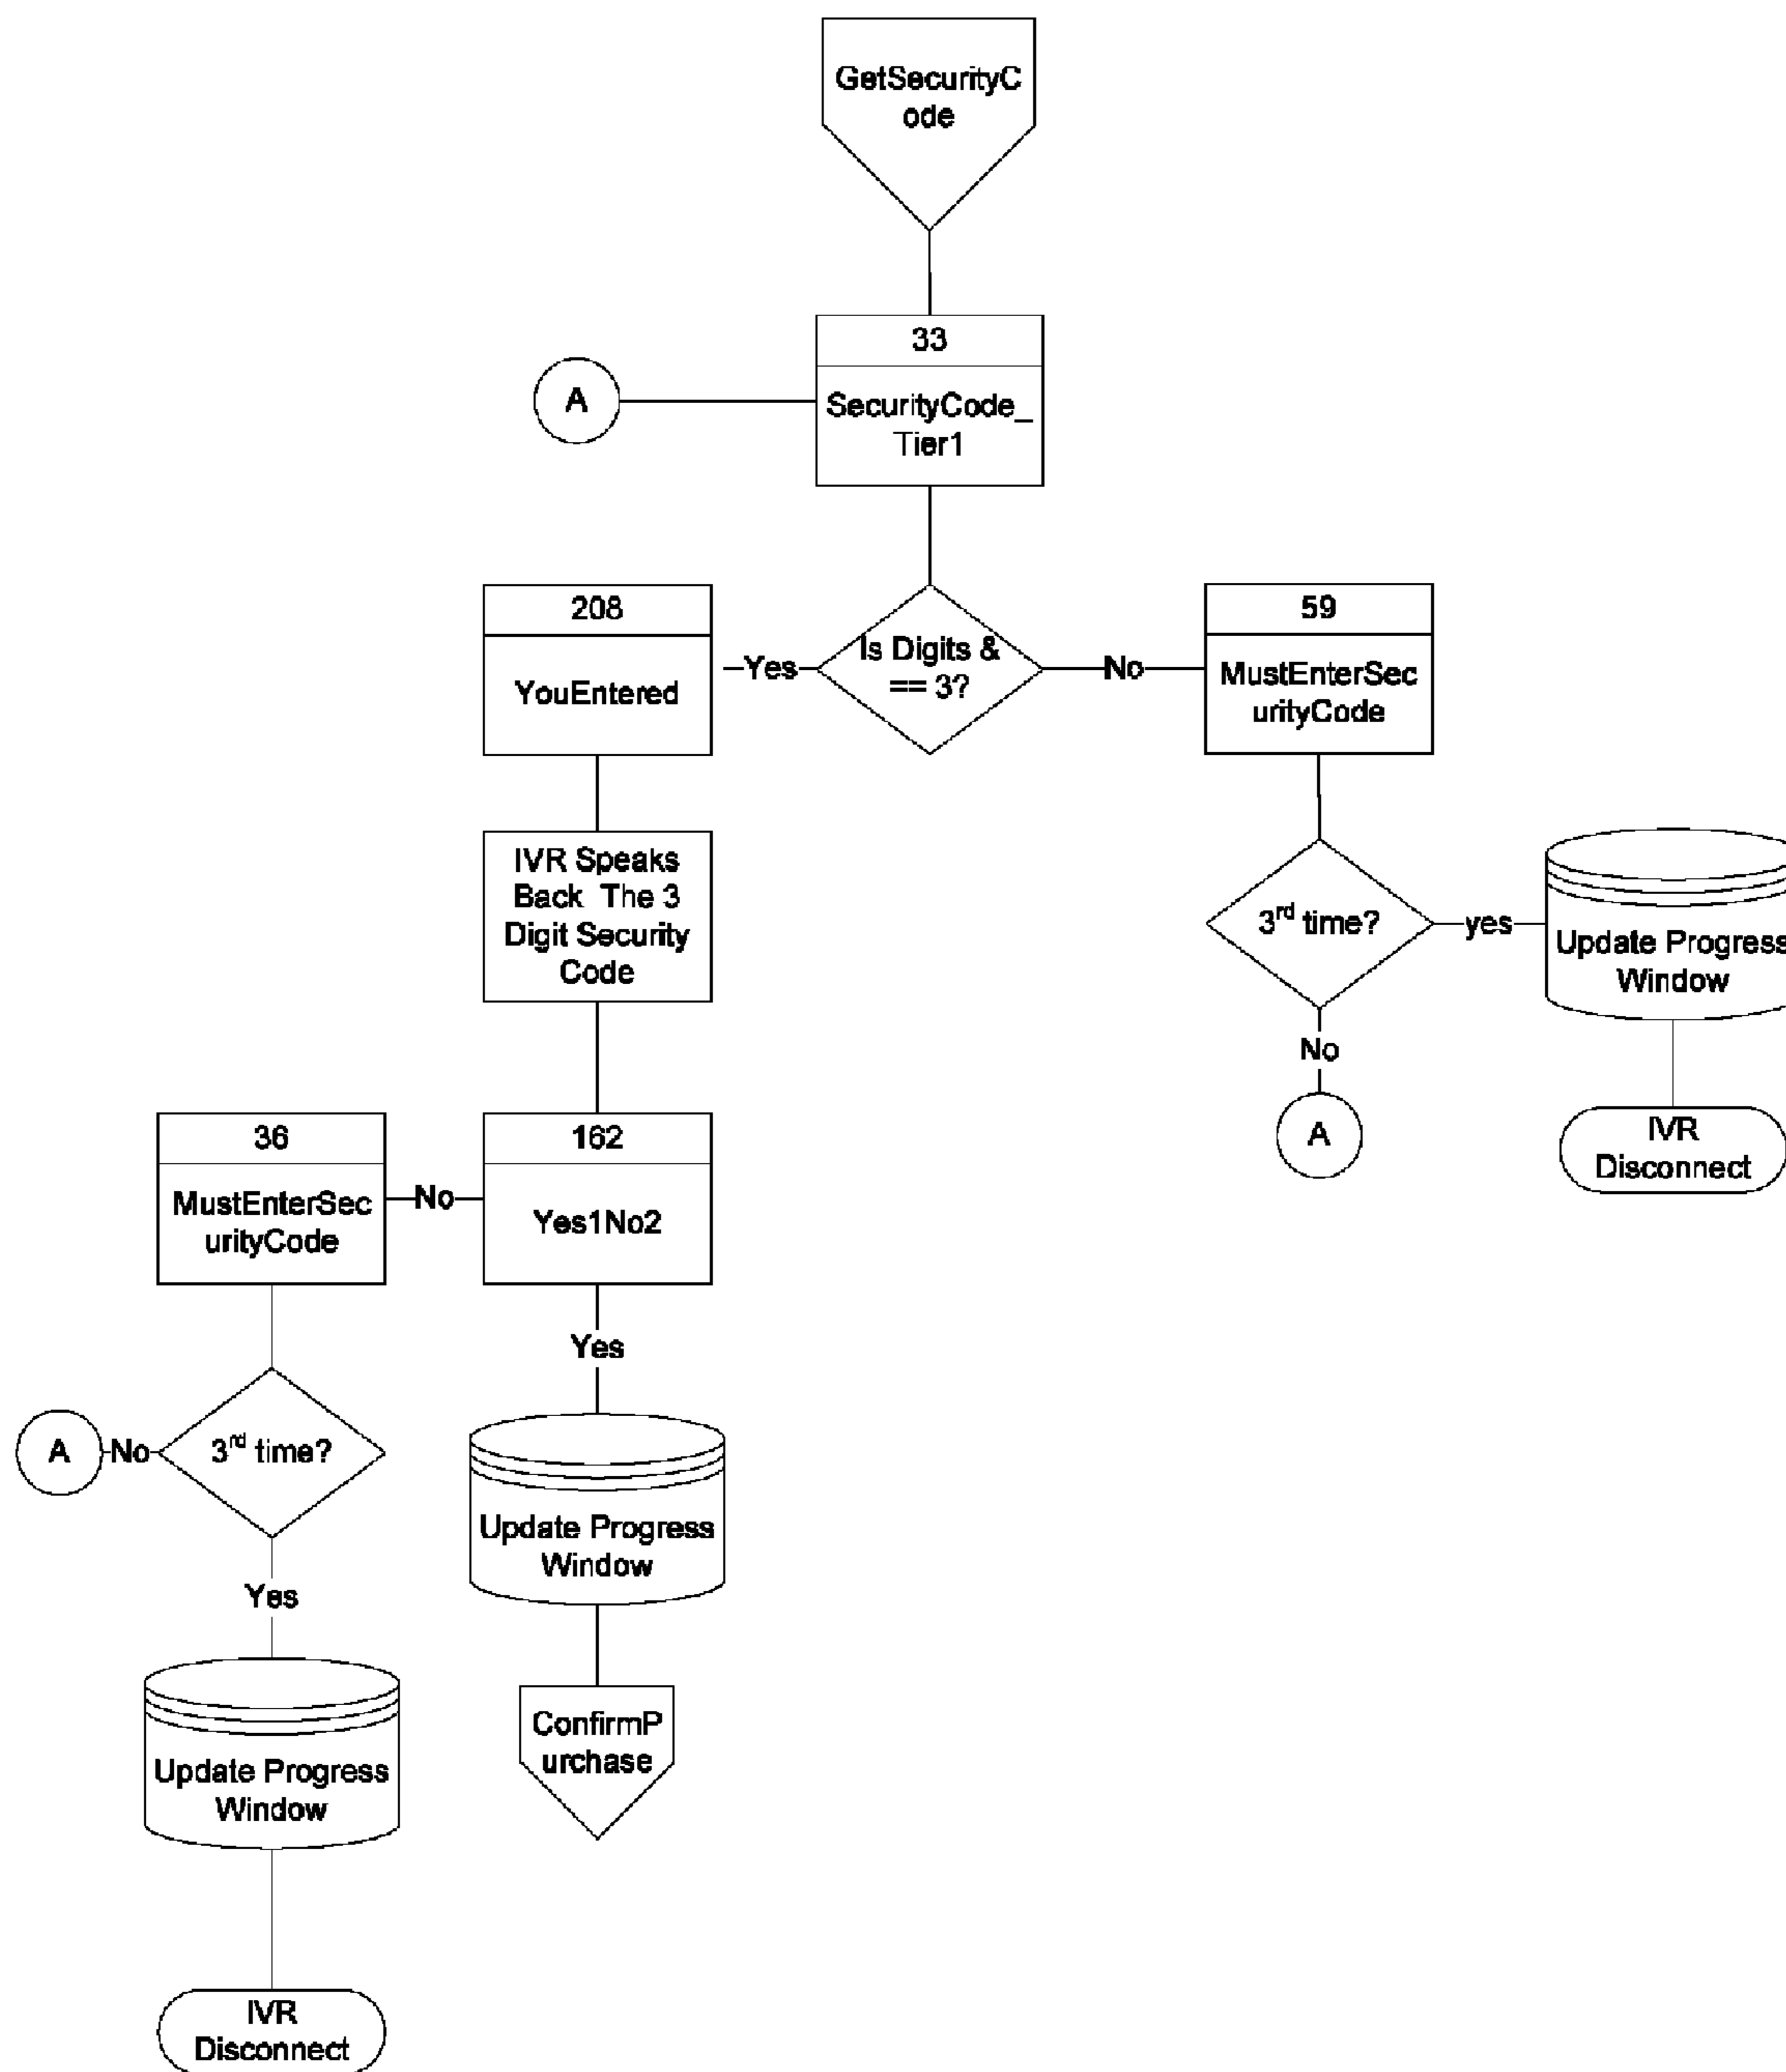 GetSecurityC
ode
33
SecurityCode_
Tier1
A
Is Digits &
== 3?
Yes
No
208
YouEntered
59
MustEnterSec
urityCode
IVR Speaks
Back The 3
Digit Security
Code
3rd time?
yes
Update Progress
Window
No
A
IVR
Disconnect
36
MustEnterSec
urityCode
No
162
Yes1No2
Yes
A
No
3rd time?
Update Progress
Window
Yes
ConfirmP
urchase
Update Progress
Window
IVR
Disconnect